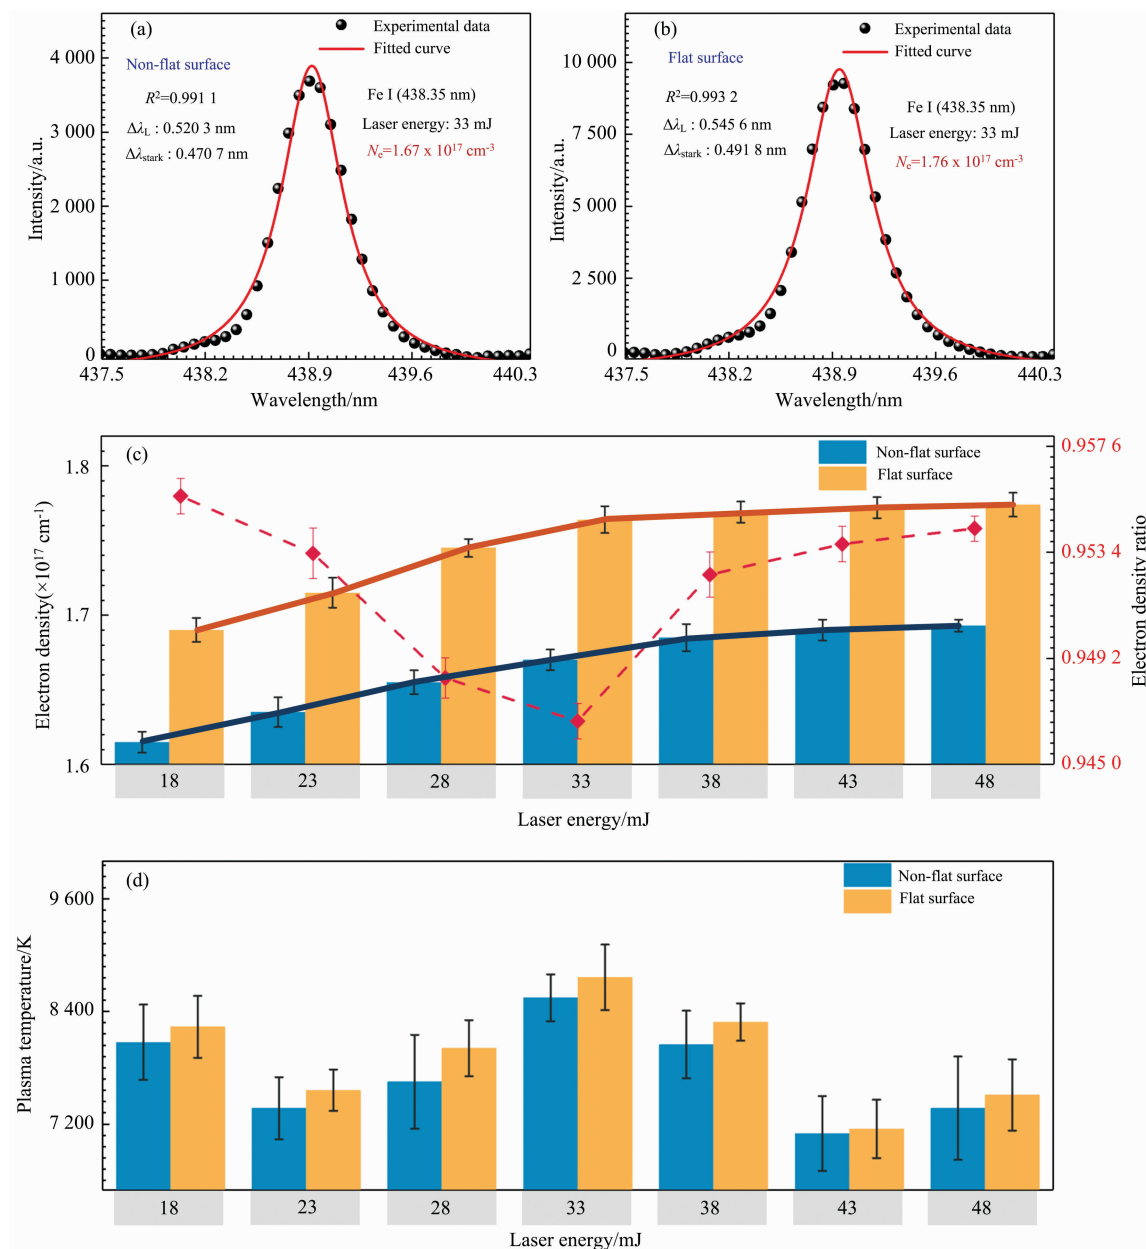 (a)
Experimental data
Fitted curve
Non-flat surface
R²=0.991 1
ΔλL : 0.520 3 nm
Δλstark : 0.470 7 nm
Fe I (438.35 nm)
Laser energy: 33 mJ
Ne=1.67 x 10¹⁷ cm⁻³
4 000
3 000
2 000
1 000
0
Intensity/a.u.
437.5
438.2
438.9
439.6
440.3
Wavelength/nm
(b)
Experimental data
Fitted curve
Flat surface
R²=0.993 2
ΔλL : 0.545 6 nm
Δλstark : 0.491 8 nm
Fe I (438.35 nm)
Laser energy: 33 mJ
Ne=1.76 x 10¹⁷ cm⁻³
10 000
7 500
5 000
2 500
0
Intensity/a.u.
437.5
438.2
438.9
439.6
440.3
Wavelength/nm
(c)
Non-flat surface
Flat surface
1.8
1.7
1.6
Electron density(×10¹⁷ cm⁻¹)
0.957 6
0.953 4
0.949 2
0.945 0
Electron density ratio
18
23
28
33
38
43
48
Laser energy/mJ
(d)
Non-flat surface
Flat surface
9 600
8 400
7 200
Plasma temperature/K
18
23
28
33
38
43
48
Laser energy/mJ